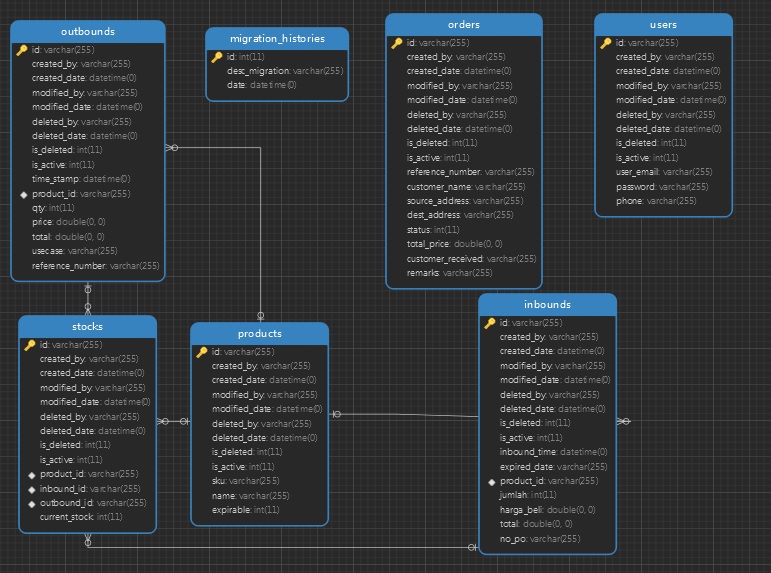 outbounds
id: varchar(255)
created_by: varchar(255)
created_date: datetime(0)
modified_by: varchar(255)
modified_date: datetime(0)
deleted_by: varchar(255)
deleted_date: datetime(0)
is_deleted: int(11)
is_active: int(11)
time_stamp: datetime(0)
product_id: varchar(255)
qty: int(11)
price: double(0, 0)
total: double(0, 0)
usecase: varchar(255)
reference_number: varchar(255)
migration_histories
id: int(11)
desc_migration: varchar(255)
date: datetime(0)
orders
id: varchar(255)
created_by: varchar(255)
created_date: datetime(0)
modified_by: varchar(255)
modified_date: datetime(0)
deleted_by: varchar(255)
deleted_date: datetime(0)
is_deleted: int(11)
is_active: int(11)
reference_number: varchar(255)
customer_name: varchar(255)
source_address: varchar(255)
dest_address: varchar(255)
status: int(11)
total_price: double(0, 0)
customer_received: varchar(255)
remarks: varchar(255)
users
id: varchar(255)
created_by: varchar(255)
created_date: datetime(0)
modified_by: varchar(255)
modified_date: datetime(0)
deleted_by: varchar(255)
deleted_date: datetime(0)
is_deleted: int(11)
is_active: int(11)
user_email: varchar(255)
password: varchar(255)
phone: varchar(255)
stocks
id: varchar(255)
created_by: varchar(255)
created_date: datetime(0)
modified_by: varchar(255)
modified_date: datetime(0)
deleted_by: varchar(255)
deleted_date: datetime(0)
is_deleted: int(11)
is_active: int(11)
product_id: varchar(255)
inbound_id: varchar(255)
outbound_id: varchar(255)
current_stock: int(11)
products
id: varchar(255)
created_by: varchar(255)
created_date: datetime(0)
modified_by: varchar(255)
modified_date: datetime(0)
deleted_by: varchar(255)
deleted_date: datetime(0)
is_deleted: int(11)
is_active: int(11)
sku: varchar(255)
name: varchar(255)
expirable: int(11)
inbounds
id: varchar(255)
created_by: varchar(255)
created_date: datetime(0)
modified_by: varchar(255)
modified_date: datetime(0)
deleted_by: varchar(255)
deleted_date: datetime(0)
is_deleted: int(11)
is_active: int(11)
inbound_time: datetime(0)
expired_date: varchar(255)
product_id: varchar(255)
jumlah: int(11)
harga_beli: double(0, 0)
total: double(0, 0)
no_po: varchar(255)